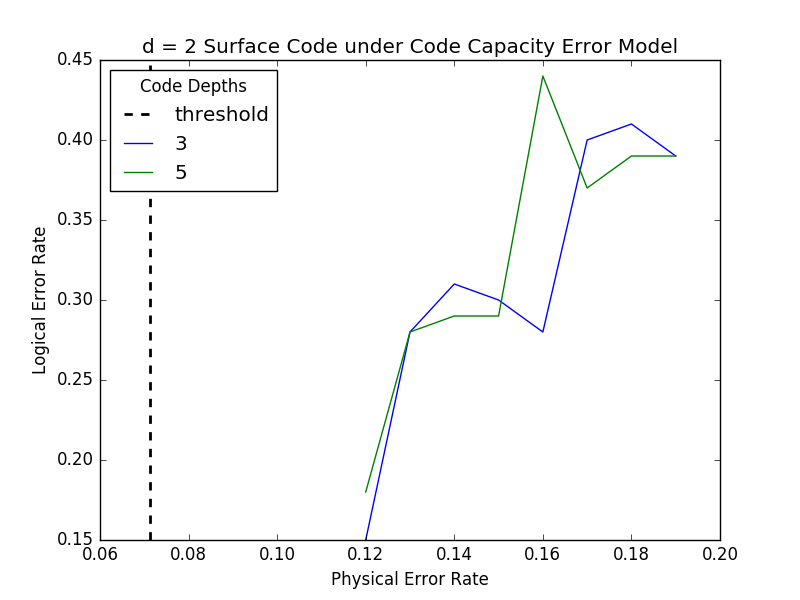 d = 2 Surface Code under Code Capacity Error Model
Code Depths
threshold
3
5
0.45
0.40
0.35
0.30
0.25
0.20
0.15
Logical Error Rate
0.06 0.08 0.10 0.12 0.14 0.16 0.18 0.20
Physical Error Rate